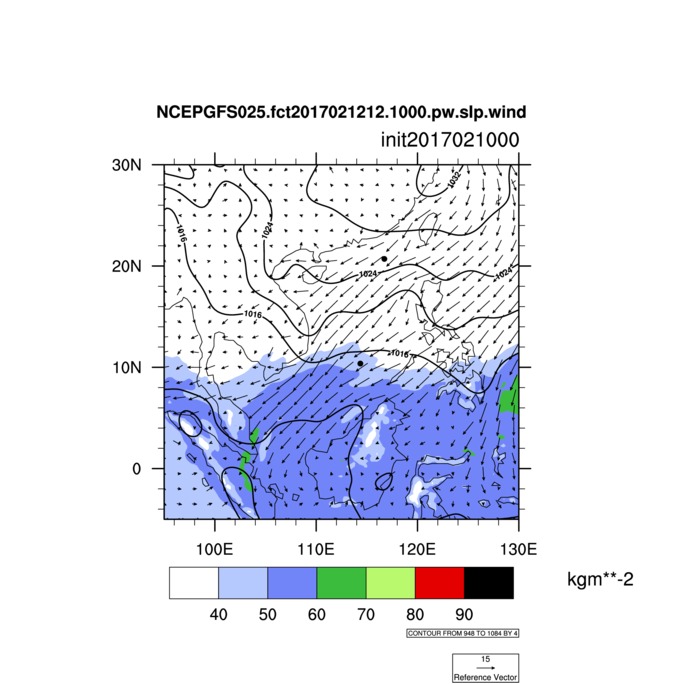 NCEPGFS025.fct2017021212.1000.pw.slp.wind
init2017021000
30N
1032
1016
1024
20N
1024
1024
1016
1016
10N
0
100E 110E 120E 130E
kgm**-2
40 50 60 70 80 90
CONTOUR FROM 948 TO 1084 BY 4
15
Reference Vector